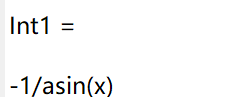 Int1 =
-1/asin(x)